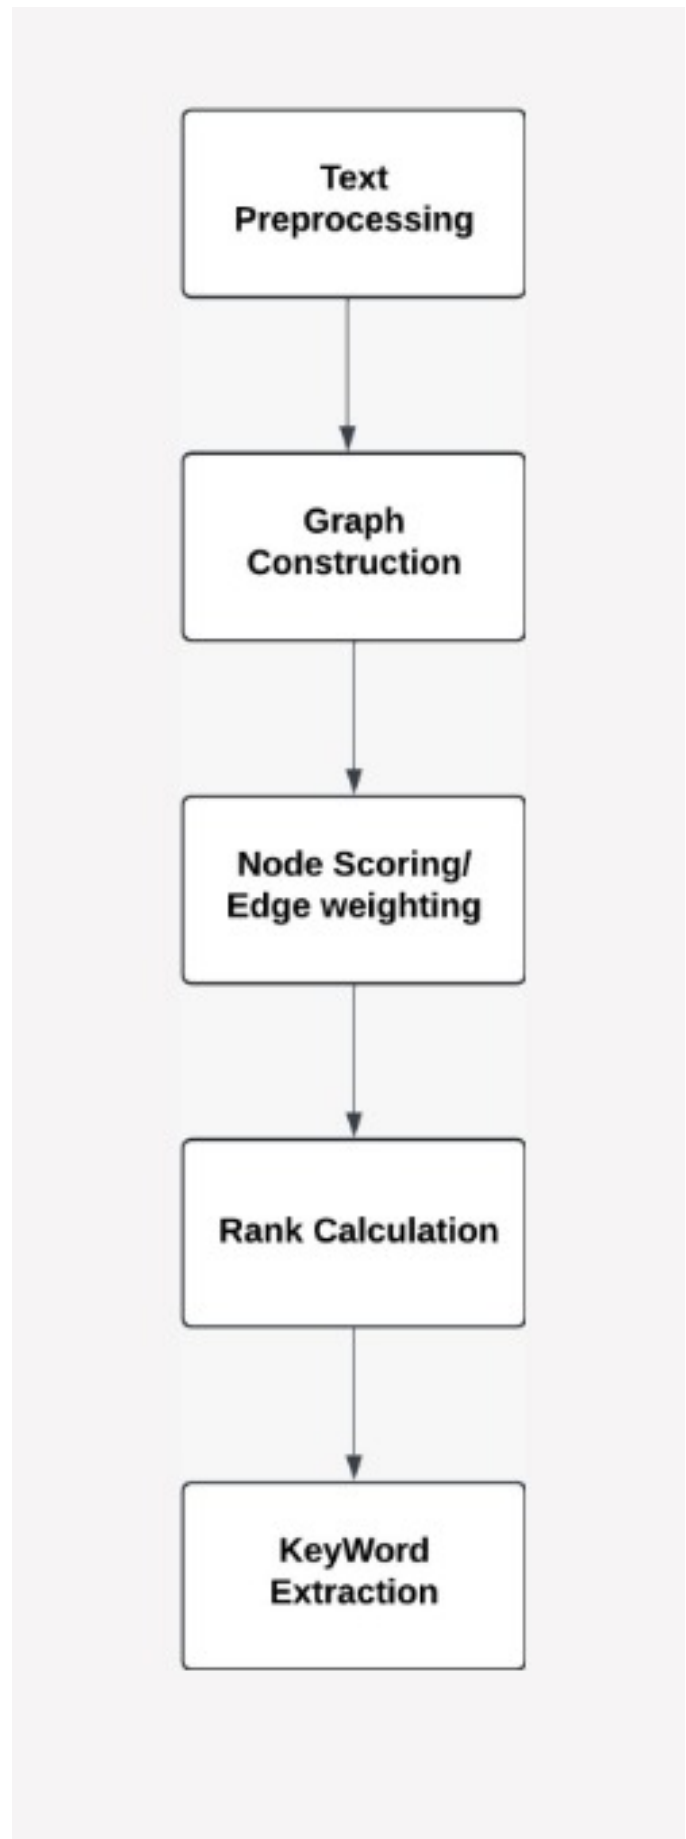 Text
Preprocessing
Graph
Construction
Node Scoring/
Edge weighting
Rank Calculation
KeyWord
Extraction